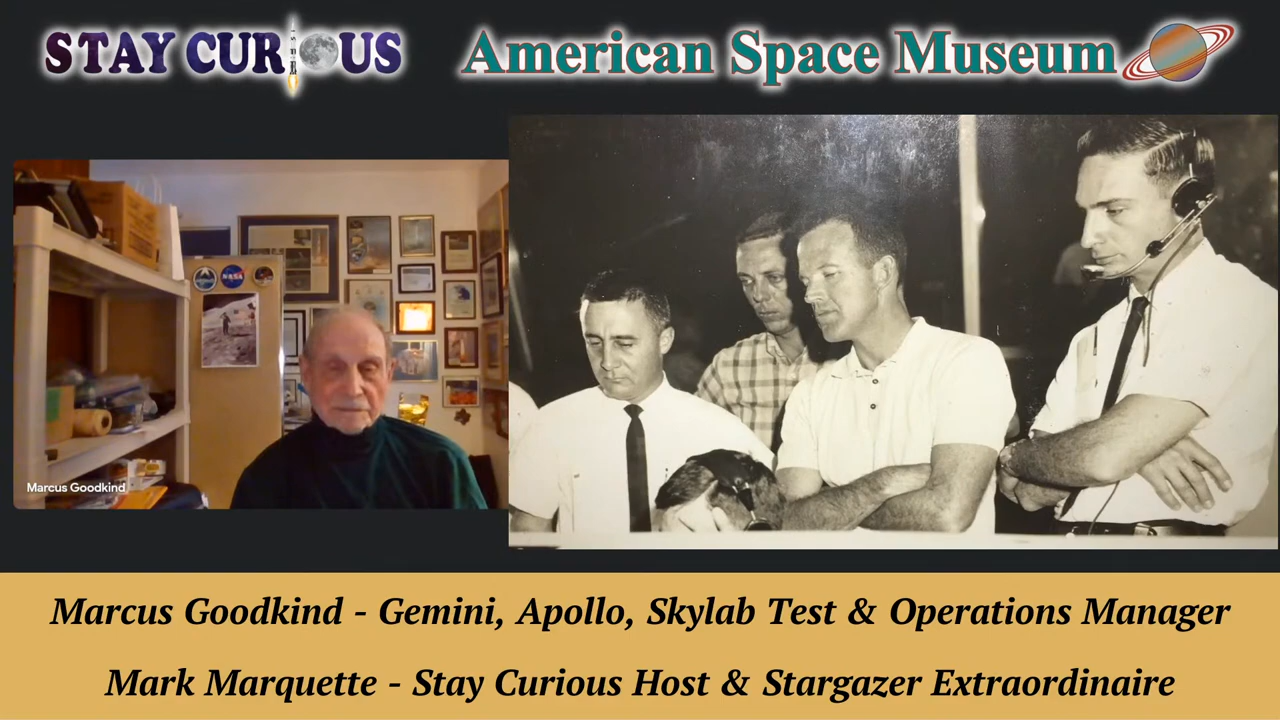 STAY CURIOUS
American Space Museum
NASA
Marcus Goodkind
Marcus Goodkind - Gemini, Apollo, Skylab Test & Operations Manager
Mark Marquette - Stay Curious Host & Stargazer Extraordinaire